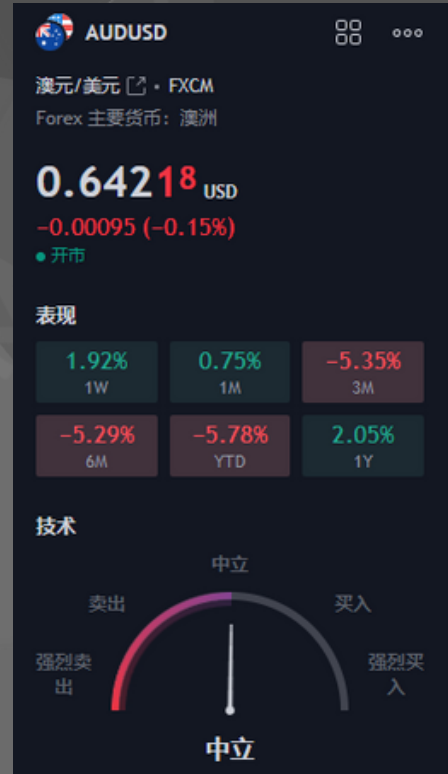 AUDUSD
澳元/美元 • FXCM
Forex 主要货币：澳洲
0.64218 USD
−0.00095 (−0.15%)
开市
表现
1.92% 0.75% −5.35%
1W 1M 3M
−5.29% −5.78% 2.05%
6M YTD 1Y
技术
中立
卖出 买入
强烈卖出 强烈买入
中立